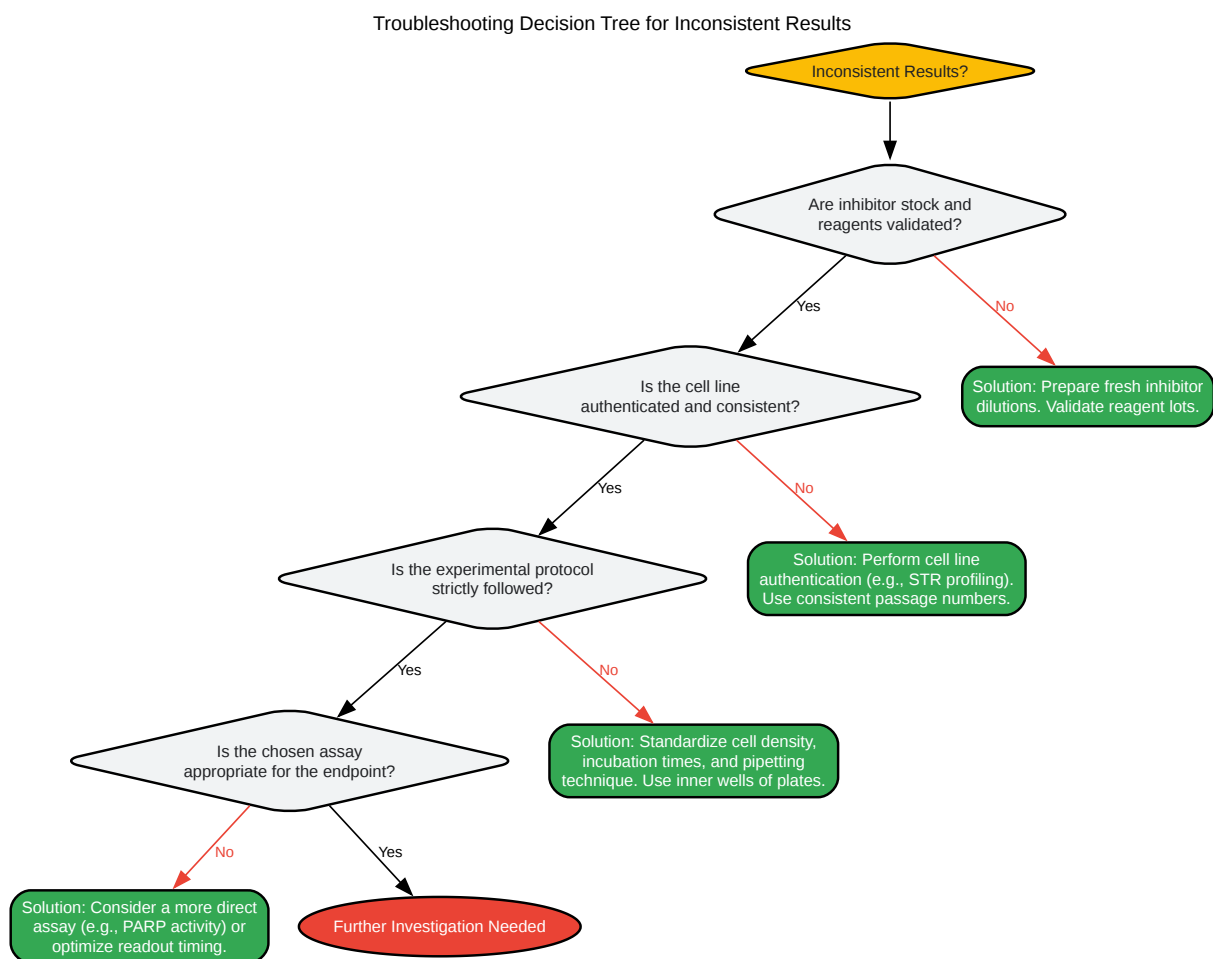 Troubleshooting Decision Tree for Inconsistent Results
Inconsistent Results?
Are inhibitor stock and
reagents validated?
Yes
No
Is the cell line
authenticated and consistent?
Solution: Prepare fresh inhibitor
dilutions. Validate reagent lots.
Yes
No
Is the experimental protocol
strictly followed?
Solution: Perform cell line
authentication (e.g., STR profiling).
Use consistent passage numbers.
Yes
No
Is the chosen assay
appropriate for the endpoint?
Solution: Standardize cell density,
incubation times, and pipetting
technique. Use inner wells of plates.
No
Yes
Solution: Consider a more direct
assay (e.g., PARP activity) or
optimize readout timing.
Further Investigation Needed